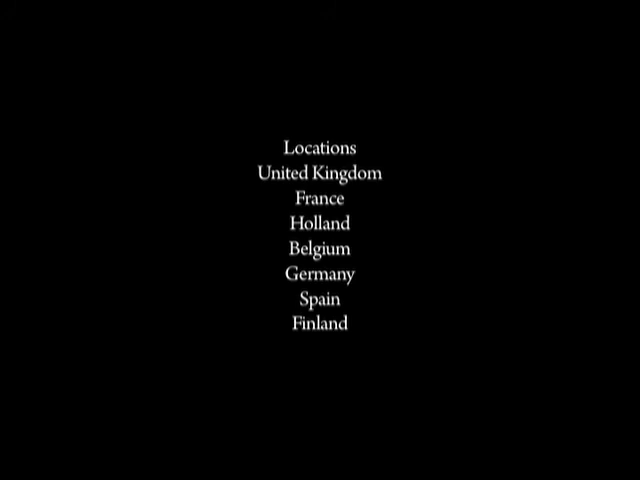 Locations
United Kingdom
France
Holland
Belgium
Germany
Spain
Finland